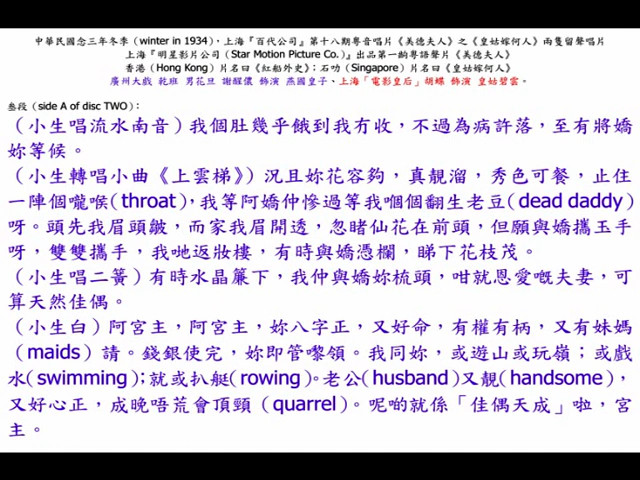 中華民國念三年冬季（winter in 1934），上海『百代公司』第十八期粵音唱片《美德夫人》之《皇姑嫁何人》兩隻留聲唱片
上海『明星影片公司（Star Motion Picture Co.）』出品第一齣粵語聲片《美德夫人》
香港（Hong Kong）片名曰《紅船外史》；石叻（Singapore）片名曰《皇姑嫁何人》
廣州大戲 乾班 男花旦 謝醒儂 飾演 燕國皇子、上海「電影皇后」胡蝶 飾演 皇姑碧雲。
叁段（side A of disc TWO）：
（小生唱流水南音）我個肚幾乎餓到我冇收，不過為病許落，至有將嬌
妳等候。
（小生轉唱小曲《上雲梯》）況且妳花容夠，真靚溜，秀色可餐，止住
一陣個嚨喉(throat)，我等阿嬌仲慘過等我嗰個翻生老豆(dead daddy)
呀。頭先我眉頭皺，而家我眉開透，忽睹仙花在前頭，但願與嬌攜玉手
呀，雙雙攜手，我哋返妝樓，有時與嬌憑欄，睇下花枝茂。
（小生唱二簧）有時水晶簾下，我仲與嬌妳梳頭，咁就恩愛嘅夫妻，可
算天然佳偶。
（小生白）阿宮主，阿宮主，妳八字正，又好命，有權有柄，又有妹媽
（maids）請。錢銀使完，妳即管嚟領。我同妳，或遊山或玩嶺；或戲
水(swimming)；就或扒艇(rowing)。老公(husband)又靚(handsome)，
又好心正，成晚唔荒會頂頸（quarrel）。呢啲就係「佳偶天成」啦，宮
主。